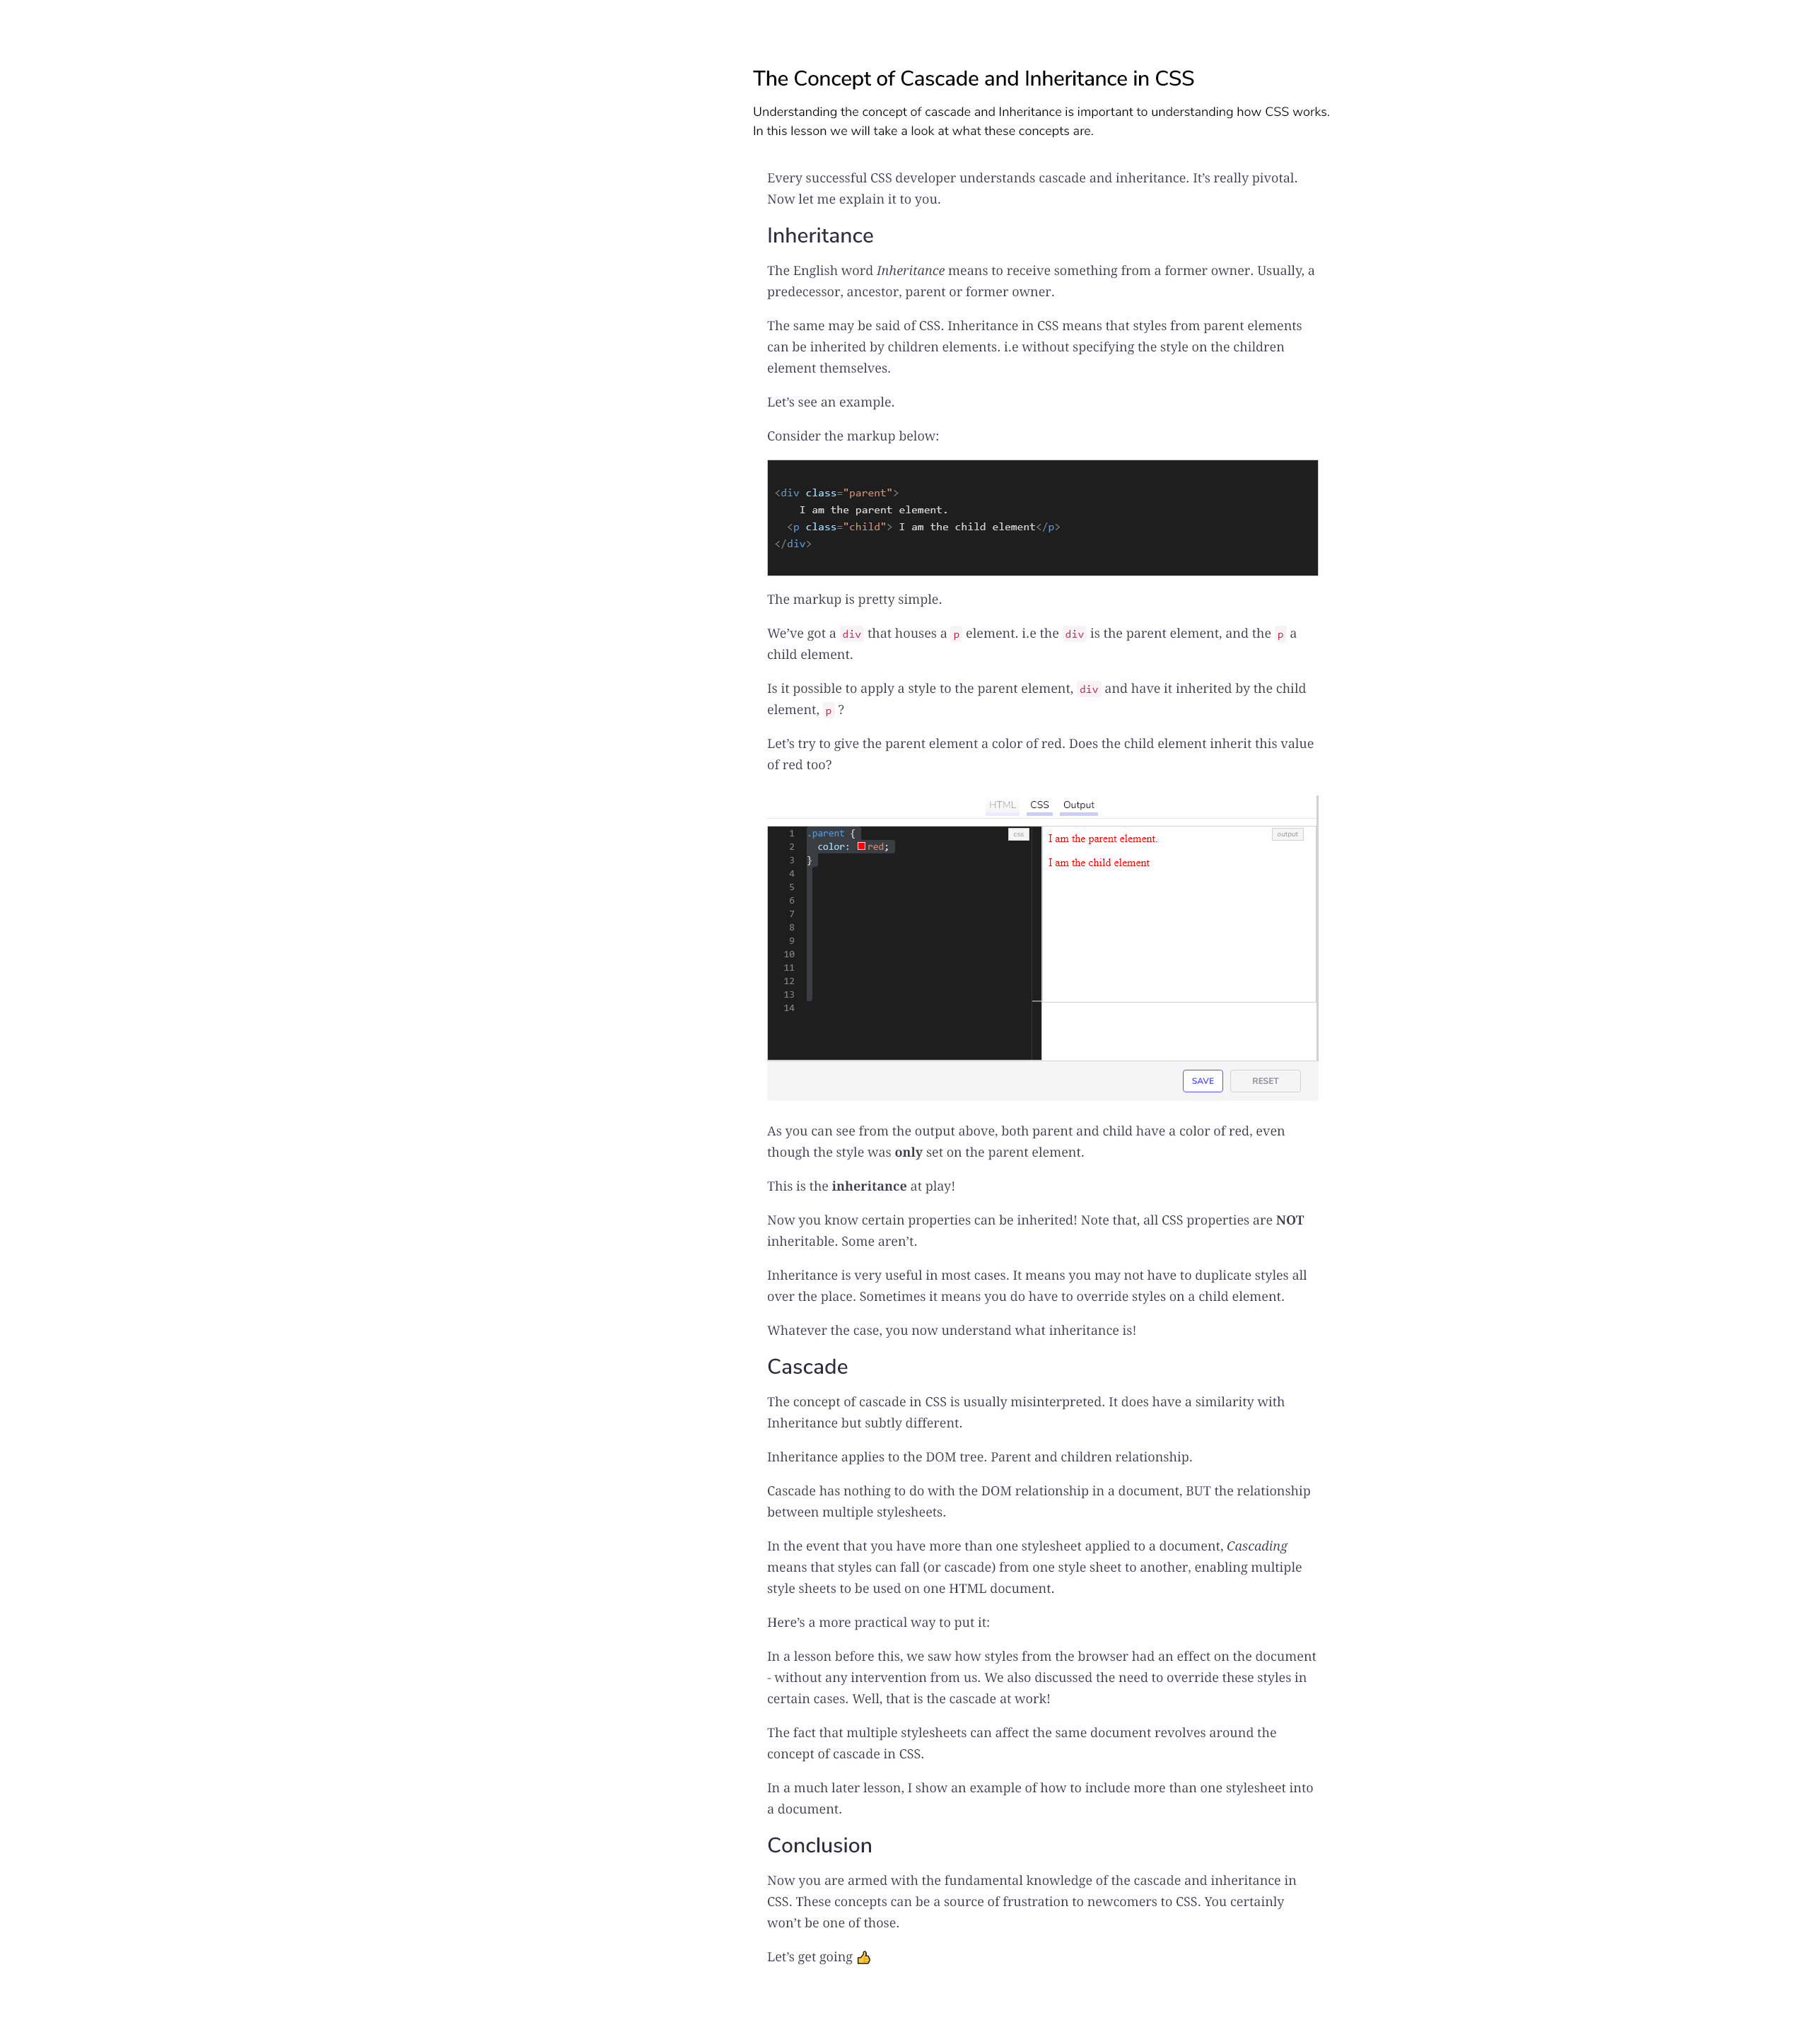 The Concept of Cascade and Inheritance in CSS
Understanding the concept of cascade and Inheritance is important to understanding how CSS works.
In this lesson we will take a look at what these concepts are.
Every successful CSS developer understands cascade and inheritance. It’s really pivotal.
Now let me explain it to you.
Inheritance
The English word Inheritance means to receive something from a former owner. Usually, a
predecessor, ancestor, parent or former owner.
The same may be said of CSS. Inheritance in CSS means that styles from parent elements
can be inherited by children elements. i.e without specifying the style on the children
element themselves.
Let’s see an example.
Consider the markup below:
<div class="parent">
I am the parent element.
<p class="child"> I am the child element</p>
</div>
The markup is pretty simple.
We’ve got a div that houses a p element. i.e the div is the parent element, and the p a
child element.
Is it possible to apply a style to the parent element, div and have it inherited by the child
element, p ?
Let’s try to give the parent element a color of red. Does the child element inherit this value
of red too?
HTML CSS Output
1 .parent {
2 color: red;
3 }
4
5
6
7
8
9
10
11
12
13
14
css
I am the parent element.
I am the child element
output
SAVE RESET
As you can see from the output above, both parent and child have a color of red, even
though the style was only set on the parent element.
This is the inheritance at play!
Now you know certain properties can be inherited! Note that, all CSS properties are NOT
inheritable. Some aren’t.
Inheritance is very useful in most cases. It means you may not have to duplicate styles all
over the place. Sometimes it means you do have to override styles on a child element.
Whatever the case, you now understand what inheritance is!
Cascade
The concept of cascade in CSS is usually misinterpreted. It does have a similarity with
Inheritance but subtly different.
Inheritance applies to the DOM tree. Parent and children relationship.
Cascade has nothing to do with the DOM relationship in a document, BUT the relationship
between multiple stylesheets.
In the event that you have more than one stylesheet applied to a document, Cascading
means that styles can fall (or cascade) from one style sheet to another, enabling multiple
style sheets to be used on one HTML document.
Here’s a more practical way to put it:
In a lesson before this, we saw how styles from the browser had an effect on the document
- without any intervention from us. We also discussed the need to override these styles in
certain cases. Well, that is the cascade at work!
The fact that multiple stylesheets can affect the same document revolves around the
concept of cascade in CSS.
In a much later lesson, I show an example of how to include more than one stylesheet into
a document.
Conclusion
Now you are armed with the fundamental knowledge of the cascade and inheritance in
CSS. These concepts can be a source of frustration to newcomers to CSS. You certainly
won’t be one of those.
Let’s get going 👍